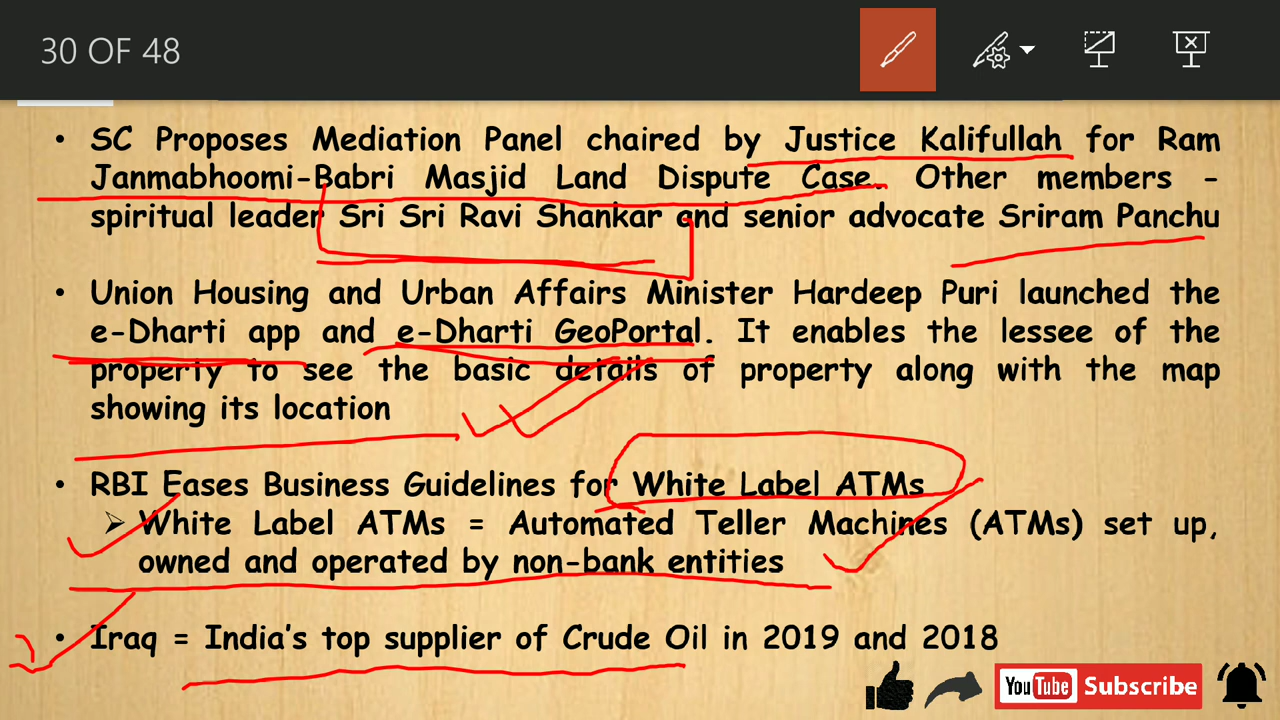 30 OF 48
• SC Proposes Mediation Panel chaired by Justice Kalifullah for Ram
Janmabhoomi-Babri Masjid Land Dispute Case. Other members -
spiritual leader Sri Sri Ravi Shankar and senior advocate Sriram Panchu
• Union Housing and Urban Affairs Minister Hardeep Puri launched the
e-Dharti app and e-Dharti GeoPortal. It enables the lessee of the
property to see the basic details of property along with the map
showing its location
• RBI Eases Business Guidelines for White Label ATMs
➢ White Label ATMs = Automated Teller Machines (ATMs) set up,
owned and operated by non-bank entities
• Iraq = India's top supplier of Crude Oil in 2019 and 2018
YouTube Subscribe